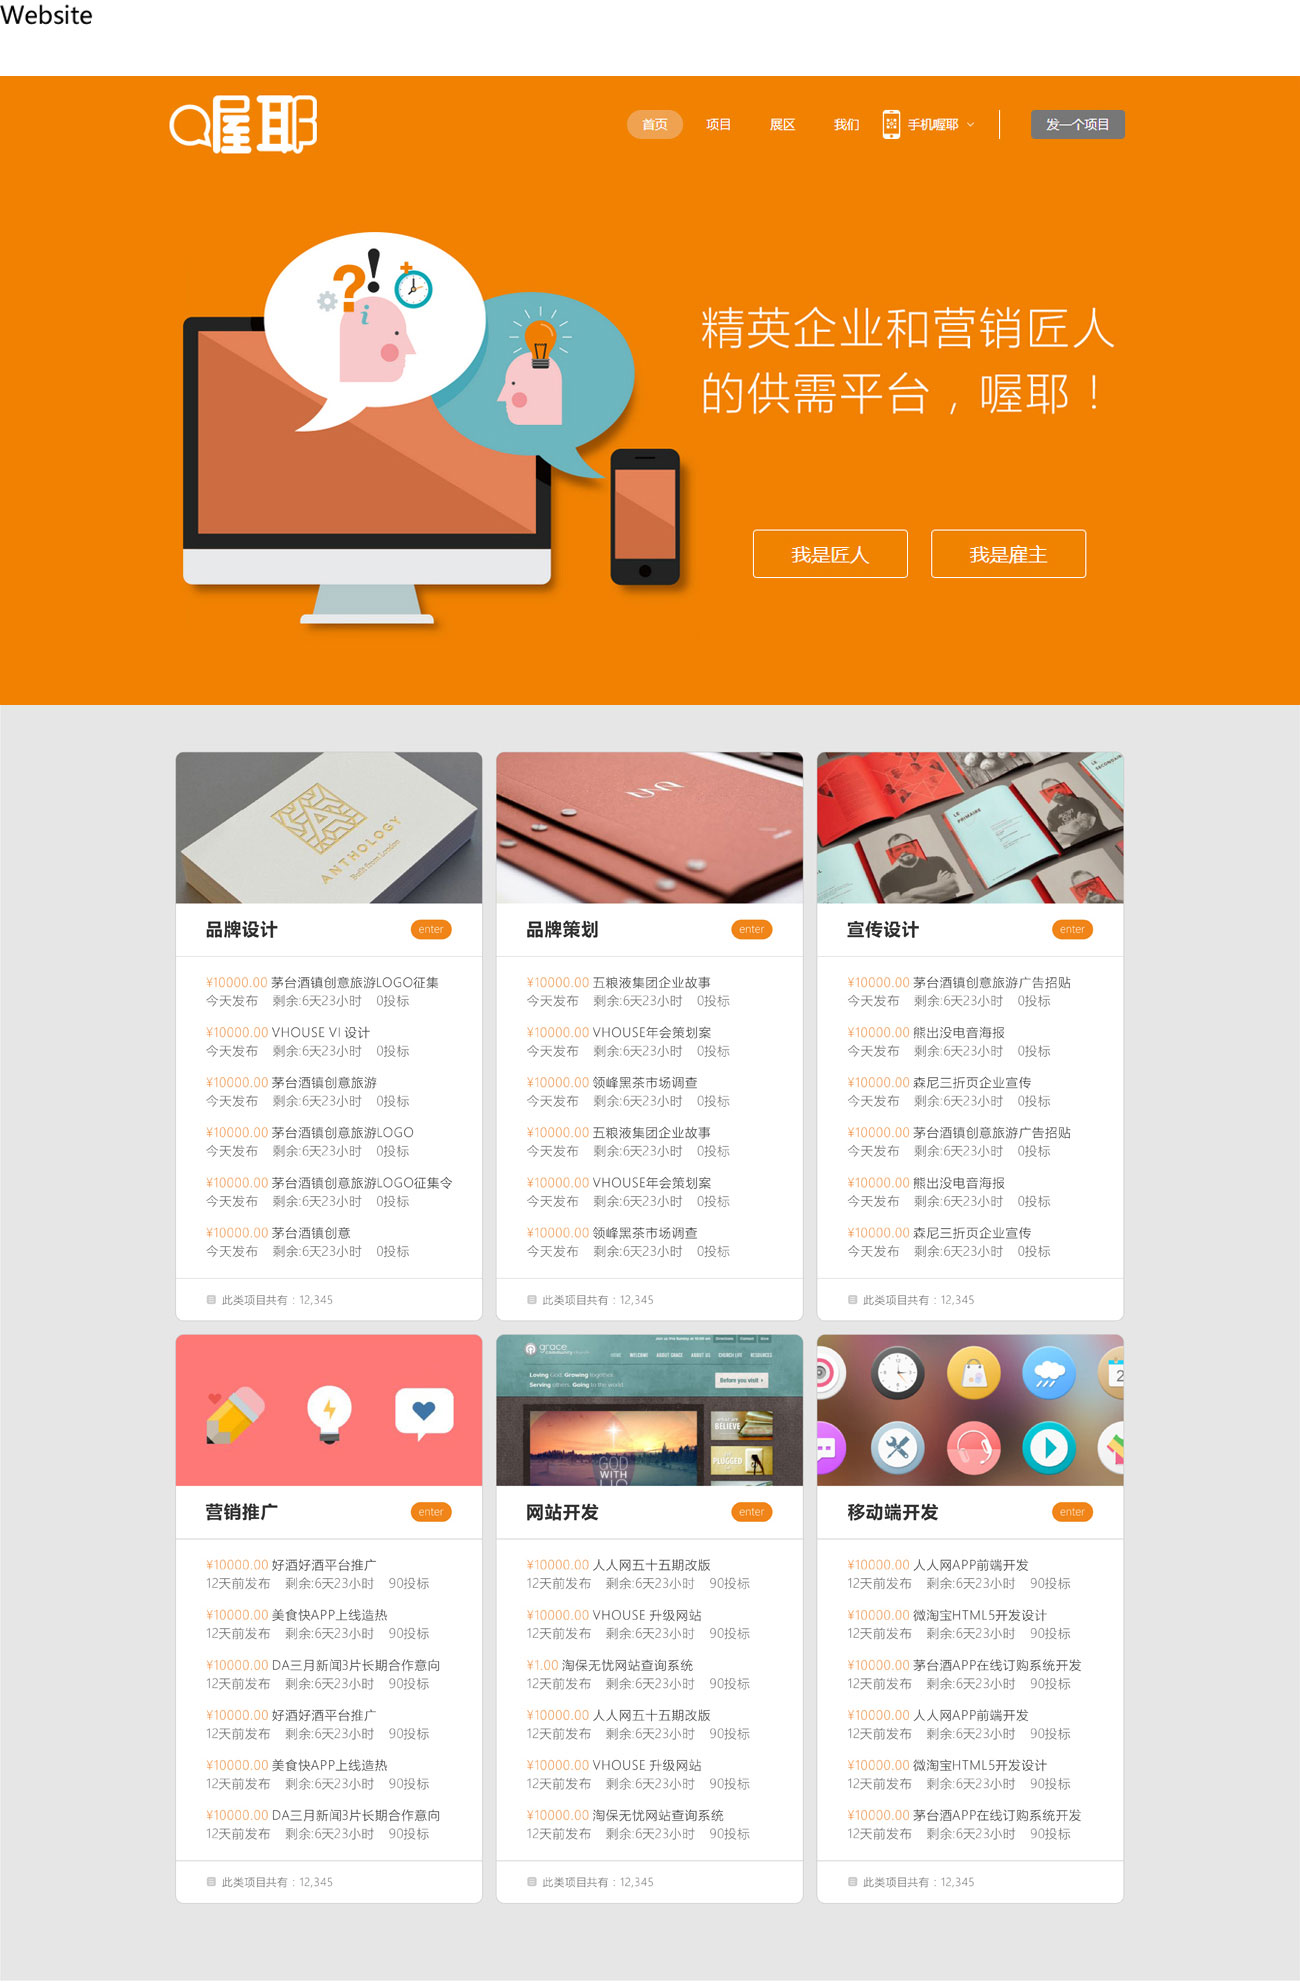 Website
喔耶
首页 项目 展区 我们 手机喔耶 发一个项目
精英企业和营销匠人
的供需平台，喔耶！
我是匠人 我是雇主
ANTHOLOGY
Built from London
LE PRIMAIRE
LE SECONDAIRE
品牌设计 enter
¥10000.00 茅台酒镇创意旅游LOGO征集
今天发布 剩余:6天23小时 0投标
¥10000.00 VHOUSE VI 设计
今天发布 剩余:6天23小时 0投标
¥10000.00 茅台酒镇创意旅游
今天发布 剩余:6天23小时 0投标
¥10000.00 茅台酒镇创意旅游LOGO
今天发布 剩余:6天23小时 0投标
¥10000.00 茅台酒镇创意旅游LOGO征集令
今天发布 剩余:6天23小时 0投标
¥10000.00 茅台酒镇创意
今天发布 剩余:6天23小时 0投标
此类项目共有：12,345
品牌策划 enter
¥10000.00 五粮液集团企业故事
今天发布 剩余:6天23小时 0投标
¥10000.00 VHOUSE年会策划案
今天发布 剩余:6天23小时 0投标
¥10000.00 领峰黑茶市场调查
今天发布 剩余:6天23小时 0投标
¥10000.00 五粮液集团企业故事
今天发布 剩余:6天23小时 0投标
¥10000.00 VHOUSE年会策划案
今天发布 剩余:6天23小时 0投标
¥10000.00 领峰黑茶市场调查
今天发布 剩余:6天23小时 0投标
此类项目共有：12,345
宣传设计 enter
¥10000.00 茅台酒镇创意旅游广告招贴
今天发布 剩余:6天23小时 0投标
¥10000.00 熊出没电音海报
今天发布 剩余:6天23小时 0投标
¥10000.00 森尼三折页企业宣传
今天发布 剩余:6天23小时 0投标
¥10000.00 茅台酒镇创意旅游广告招贴
今天发布 剩余:6天23小时 0投标
¥10000.00 熊出没电音海报
今天发布 剩余:6天23小时 0投标
¥10000.00 森尼三折页企业宣传
今天发布 剩余:6天23小时 0投标
此类项目共有：12,345
营销推广 enter
¥10000.00 好酒好酒平台推广
12天前发布 剩余:6天23小时 90投标
¥10000.00 美食快APP上线造热
12天前发布 剩余:6天23小时 90投标
¥10000.00 DA三月新闻3片长期合作意向
12天前发布 剩余:6天23小时 90投标
¥10000.00 好酒好酒平台推广
12天前发布 剩余:6天23小时 90投标
¥10000.00 美食快APP上线造热
12天前发布 剩余:6天23小时 90投标
¥10000.00 DA三月新闻3片长期合作意向
12天前发布 剩余:6天23小时 90投标
此类项目共有：12,345
grace
community church
HOME WELCOME ABOUT GRACE ABOUT US CHURCH LIFE RESOURCES
Loving God. Growing together.
Serving others. Going to the world.
Before you visit
BELIEVE
PLUGGED
GOD
WITH
网站开发 enter
¥10000.00 人人网五十五期改版
12天前发布 剩余:6天23小时 90投标
¥10000.00 VHOUSE 升级网站
12天前发布 剩余:6天23小时 90投标
¥1.00 淘保无忧网站查询系统
12天前发布 剩余:6天23小时 90投标
¥10000.00 人人网五十五期改版
12天前发布 剩余:6天23小时 90投标
¥10000.00 VHOUSE 升级网站
12天前发布 剩余:6天23小时 90投标
¥10000.00 淘保无忧网站查询系统
12天前发布 剩余:6天23小时 90投标
此类项目共有：12,345
移动端开发 enter
¥10000.00 人人网APP前端开发
12天前发布 剩余:6天23小时 90投标
¥10000.00 微淘宝HTML5开发设计
12天前发布 剩余:6天23小时 90投标
¥10000.00 茅台酒APP在线订购系统开发
12天前发布 剩余:6天23小时 90投标
¥10000.00 人人网APP前端开发
12天前发布 剩余:6天23小时 90投标
¥10000.00 微淘宝HTML5开发设计
12天前发布 剩余:6天23小时 90投标
¥10000.00 茅台酒APP在线订购系统开发
12天前发布 剩余:6天23小时 90投标
此类项目共有：12,345